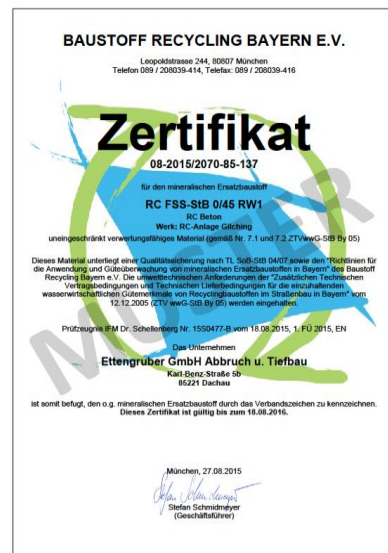 BAUSTOFF RECYCLING BAYERN E.V.
Leopoldstrasse 244, 80807 München
Telefon 089 / 208039-414, Telefax: 089 / 208039-416
Zertifikat
08-2015/2070-85-137
für den mineralischen Ersatzbaustoff
RC FSS-StB 0/45 RW1
RC Beton
Werk: RC-Anlage Gilching
uneingeschränkt verwertungsfähiges Material (gemäß Nr. 7.1 und 7.2 ZTVwwG-StB By 05)
Dieses Material unterliegt einer Qualitätssicherung nach TL SoB-StB 04/07 sowie den "Richtlinien für
die Anwendung und Güteüberwachung von mineralischen Ersatzbaustoffen in Bayern" des Baustoff
Recycling Bayern e.V. Die umwelttechnischen Anforderungen der "Zusätzlichen Technischen
Vertragsbedingungen und Technischen Lieferbedingungen für die einzuhaltenden
wasserwirtschaftlichen Gütemerkmale von Recyclingbaustoffen im Straßenbau in Bayern" vom
12.12.2005 (ZTV wwG-StB By 05) werden eingehalten.
Prüfzeugnis IFM Dr. Schellenberg Nr. 15S0477-B vom 18.08.2015, 1. FÜ 2015, EN
Das Unternehmen
Ettengruber GmbH Abbruch u. Tiefbau
Karl-Benz-Straße 5b
85221 Dachau
ist somit befugt, den o.g. mineralischen Ersatzbaustoff durch das Verbandszeichen zu kennzeichnen.
Dieses Zertifikat ist gültig bis zum 18.08.2016.
MUSTER
München, 27.08.2015
Stefan Schmidmeyer
Stefan Schmidmeyer
(Geschäftsführer)